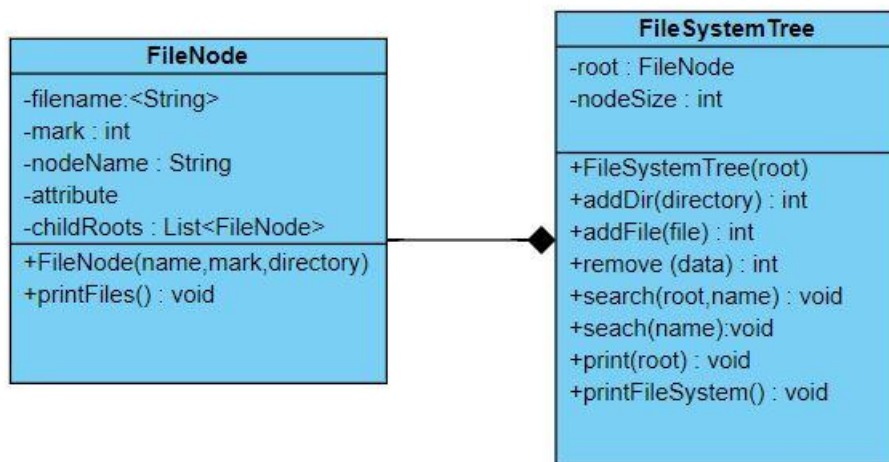 FileNode
-filename:<String>
-mark : int
-nodeName : String
-attribute
-childRoots : List<FileNode>
+FileNode(name,mark,directory)
+printFiles() : void
FileSystemTree
-root : FileNode
-nodeSize : int
+FileSystemTree(root)
+addDir(directory) : int
+addFile(file) : int
+remove (data) : int
+search(root,name) : void
+seach(name):void
+print(root) : void
+printFileSystem() : void